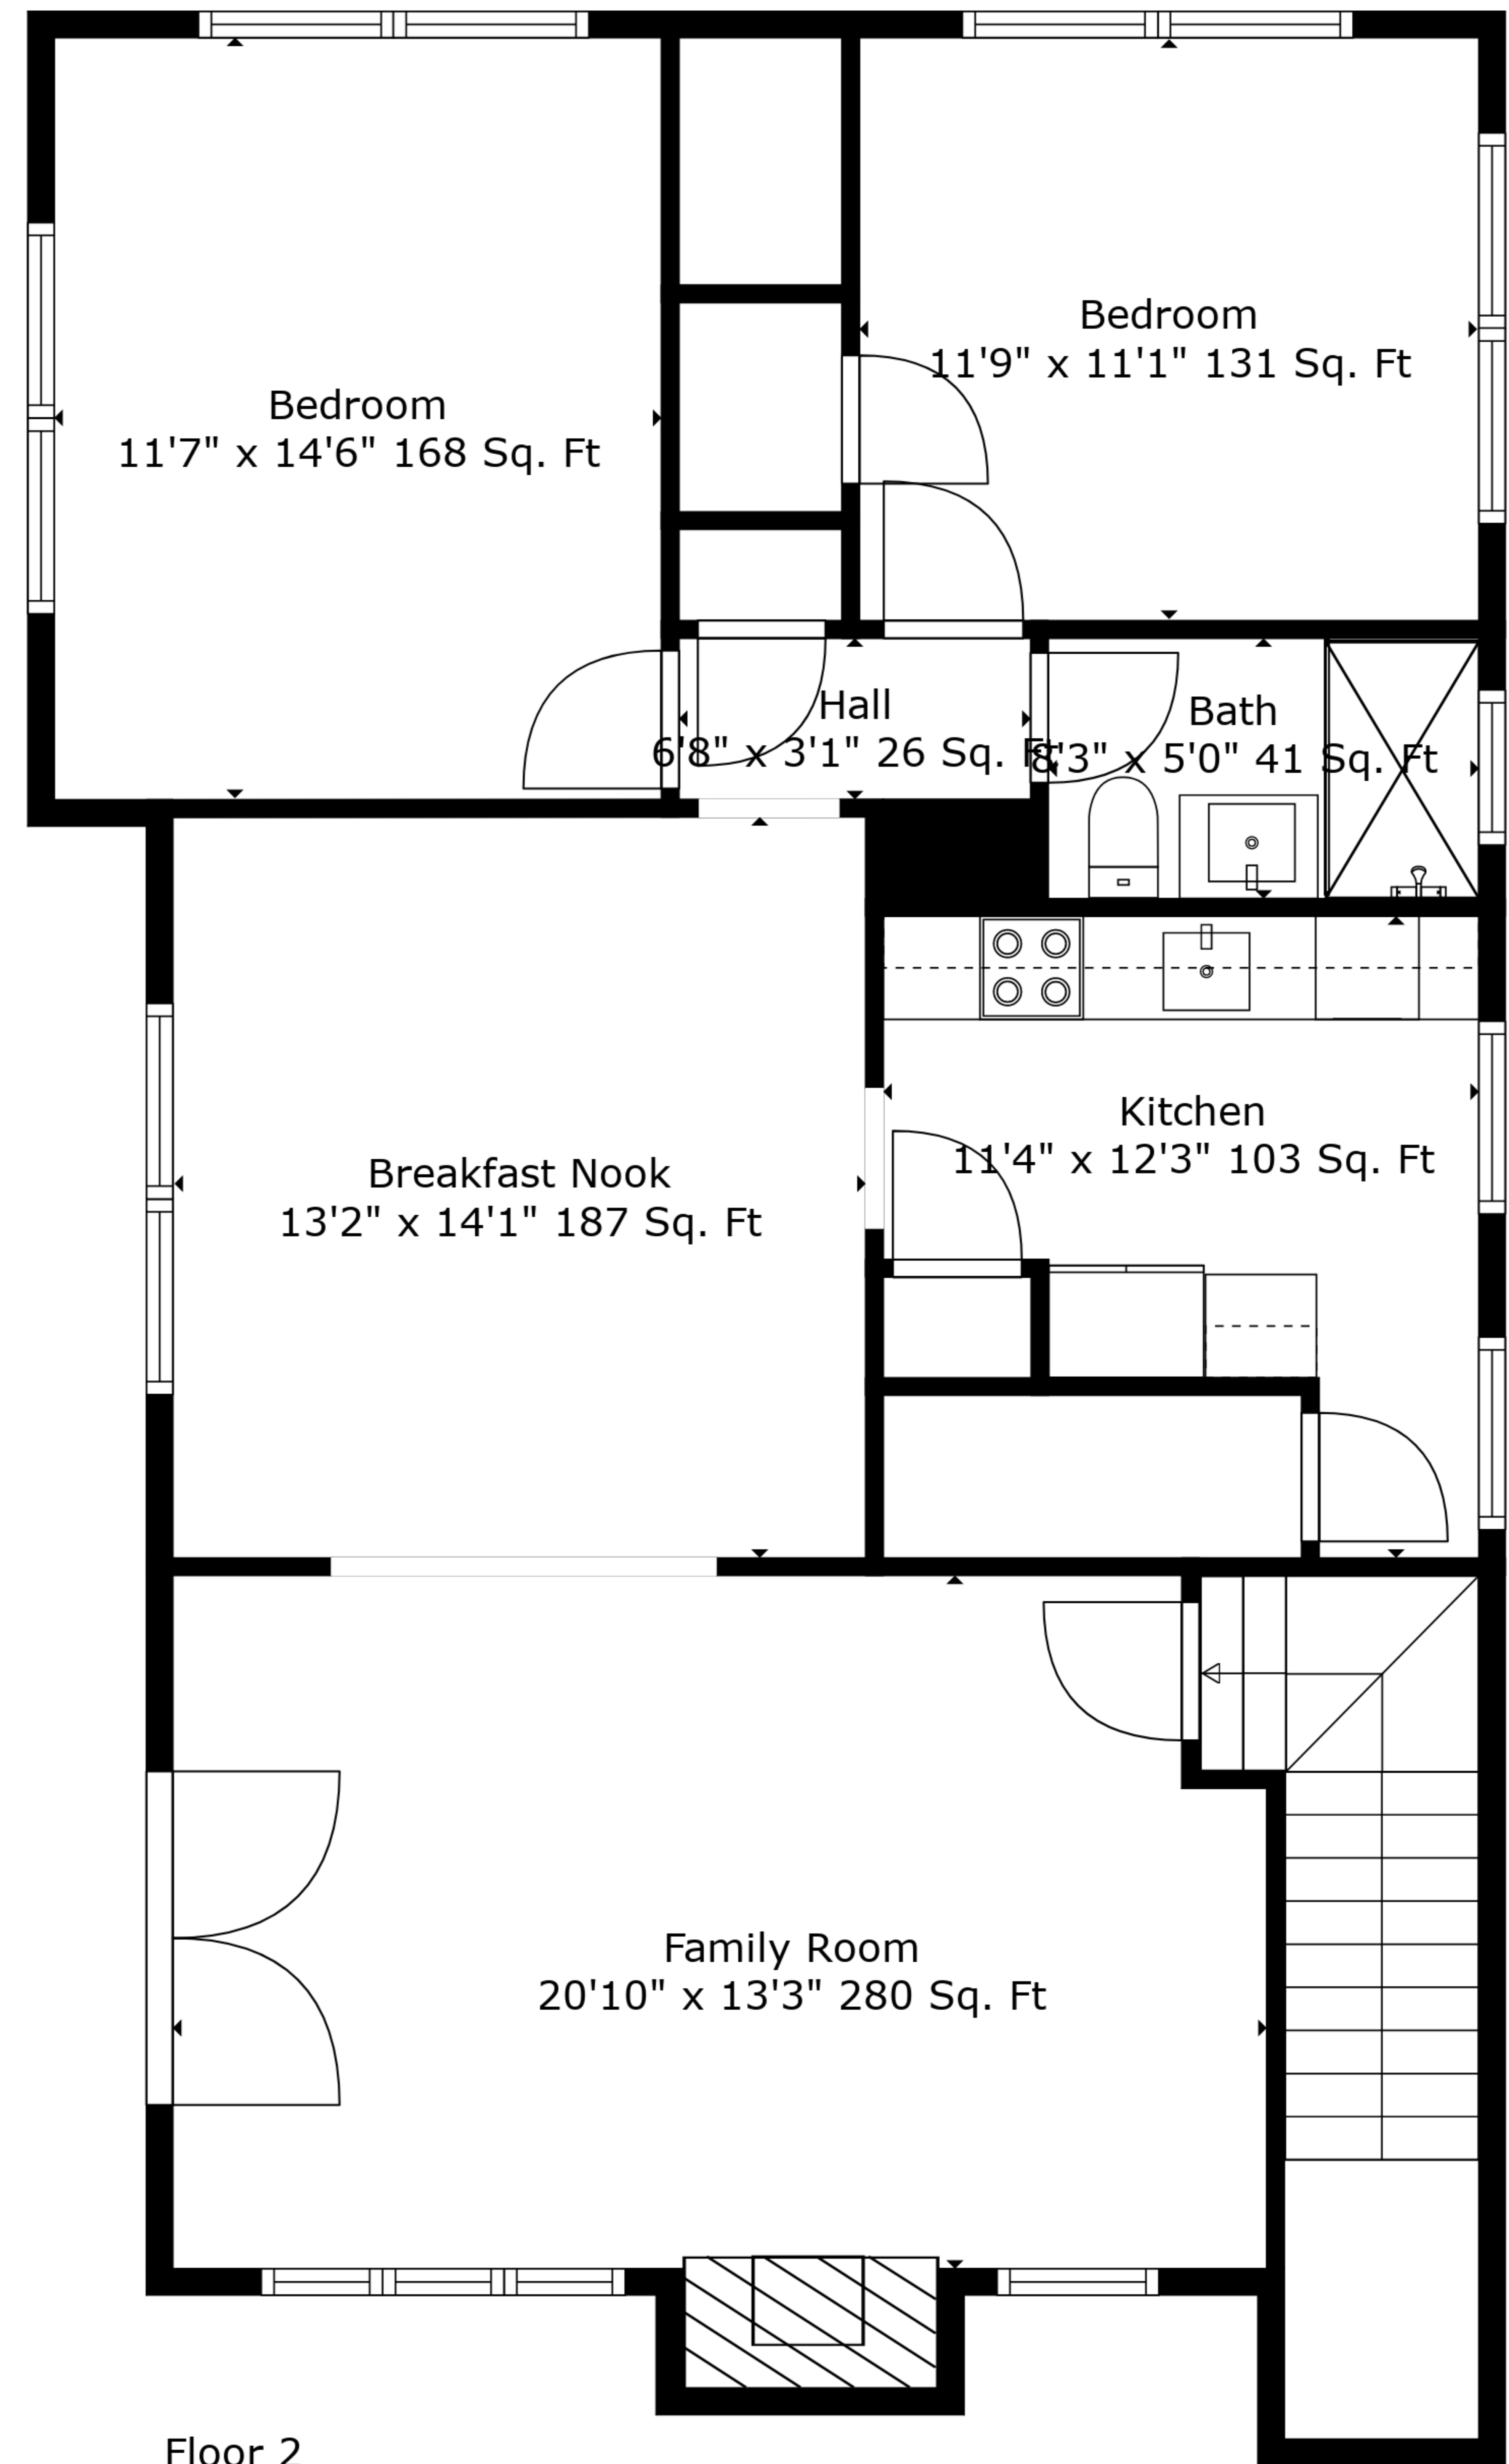 Bedroom
11'9" x 11'1" 131 Sq. Ft
Bedroom
11'7" x 14'6" 168 Sq. Ft
Hall
6'8" x 3'1" 26 Sq. Ft
Bath
8'3" x 5'0" 41 Sq. Ft
Kitchen
11'4" x 12'3" 103 Sq. Ft
Breakfast Nook
13'2" x 14'1" 187 Sq. Ft
Family Room
20'10" x 13'3" 280 Sq. Ft
Floor 2